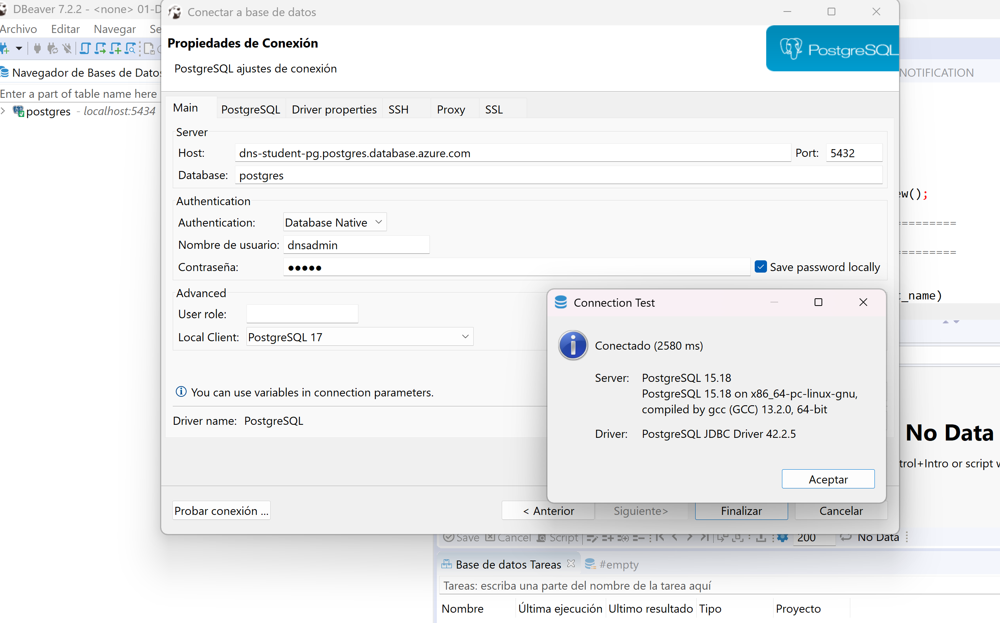 DBeaver 7.2.2 - <none> 01-D
Archivo Editar Navegar Se
Navegador de Bases de Datos
Enter a part of table name here
postgres - localhost:5434
Conectar a base de datos
Propiedades de Conexión
PostgreSQL ajustes de conexión
PostgreSQL
Main PostgreSQL Driver properties SSH Proxy SSL
Server
Host: dns-student-pg.postgres.database.azure.com Port: 5432
Database: postgres
Authentication
Authentication: Database Native
Nombre de usuario: dnsadmin
Contraseña: ●●●●● Save password locally
Advanced
User role:
Local Client: PostgreSQL 17
You can use variables in connection parameters.
Driver name: PostgreSQL
Probar conexión ... < Anterior Siguiente> Finalizar Cancelar
Connection Test
Conectado (2580 ms)
Server: PostgreSQL 15.18
PostgreSQL 15.18 on x86_64-pc-linux-gnu,
compiled by gcc (GCC) 13.2.0, 64-bit
Driver: PostgreSQL JDBC Driver 42.2.5
Aceptar
NOTIFICATION
w();
=========
=========
_name)
No Data
trol+Intro or script
Save Cancel Script 200 No Data
Base de datos Tareas #empty
Tareas: escriba una parte del nombre de la tarea aquí
Nombre Última ejecución Ultimo resultado Tipo Proyecto